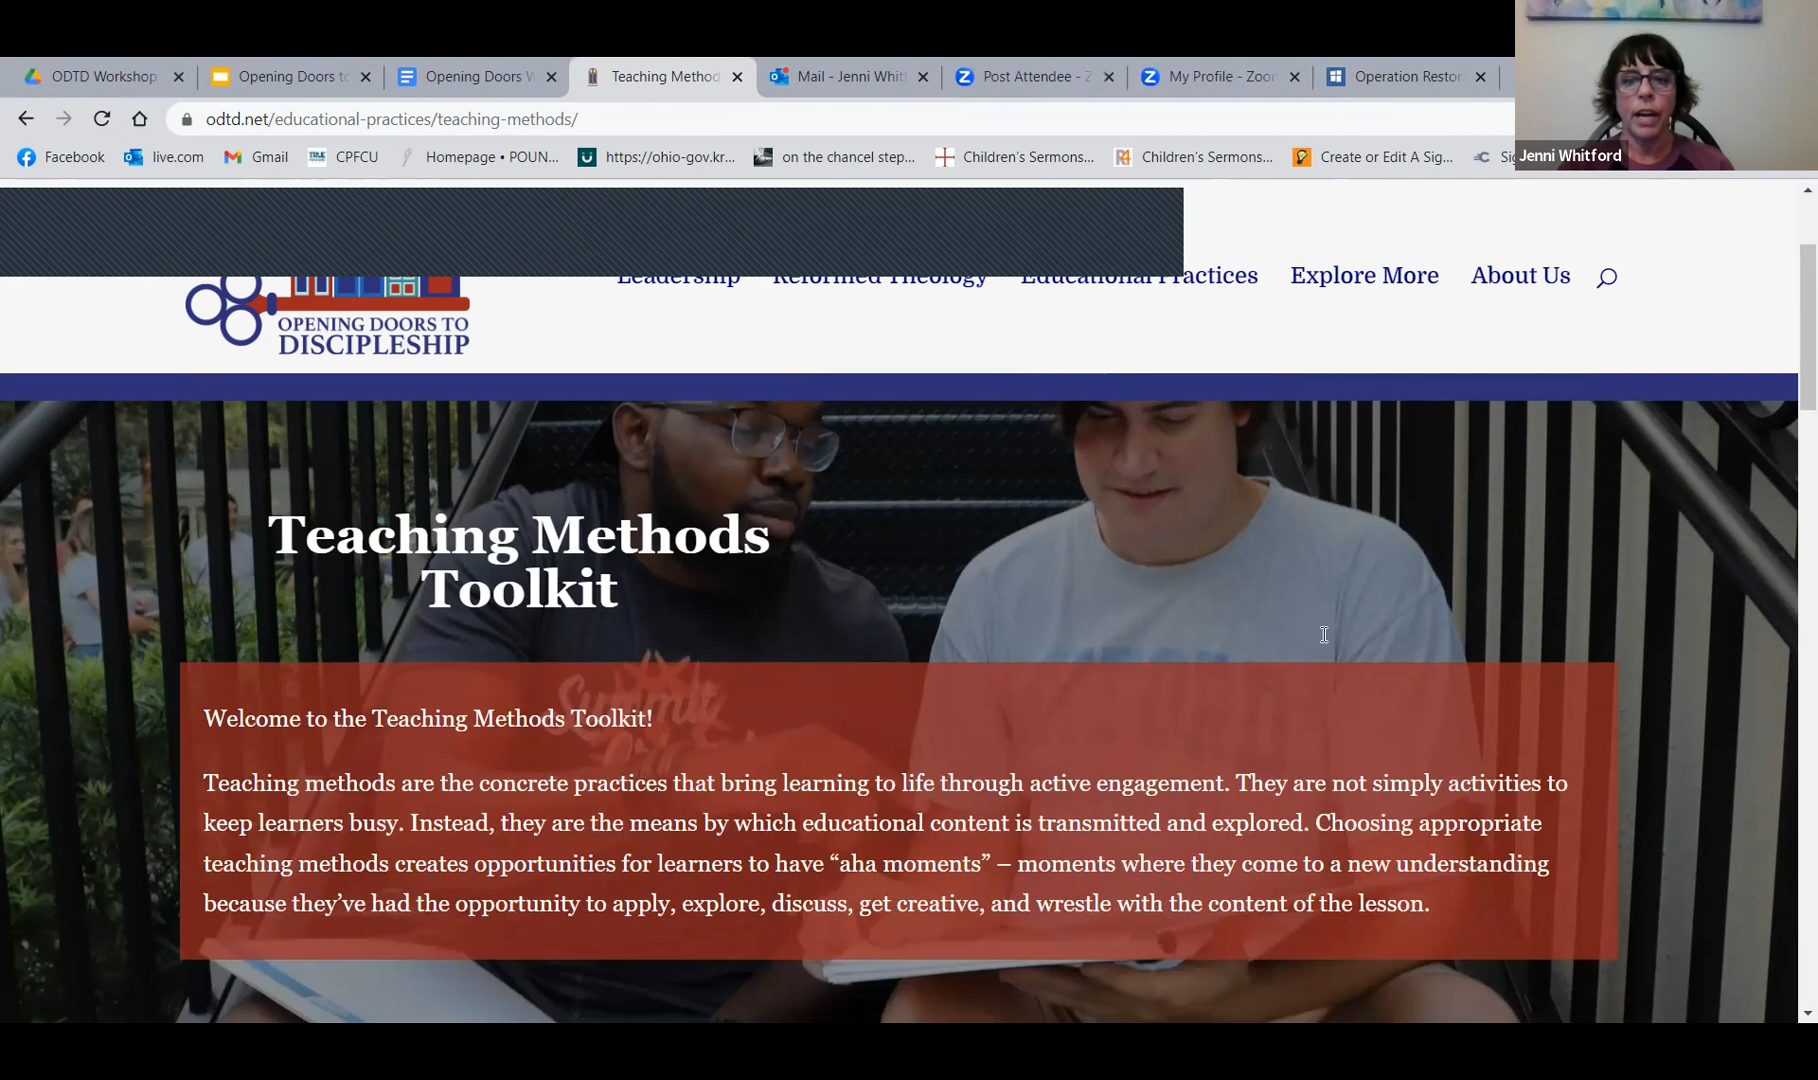 ODTD Workshop
Opening Doors to
Opening Doors W
Teaching Method
Mail - Jenni Whit
Post Attendee - Z
My Profile - Zoom
Operation Restor
odtd.net/educational-practices/teaching-methods/
Facebook
live.com
Gmail
TRUE
CPFCU
Homepage • POUN...
https://ohio-gov.kr...
on the chancel step...
R4
Children's Sermons...
Children's Sermons...
Create or Edit A Sig...
Jenni Whitford
Leadership
Reformed Theology
Educational Practices
Explore More
About Us
OPENING DOORS TO
DISCIPLESHIP
Teaching Methods
Toolkit
Summit
Welcome to the Teaching Methods Toolkit!
Teaching methods are the concrete practices that bring learning to life through active engagement. They are not simply activities to
keep learners busy. Instead, they are the means by which educational content is transmitted and explored. Choosing appropriate
teaching methods creates opportunities for learners to have “aha moments” – moments where they come to a new understanding
because they’ve had the opportunity to apply, explore, discuss, get creative, and wrestle with the content of the lesson.